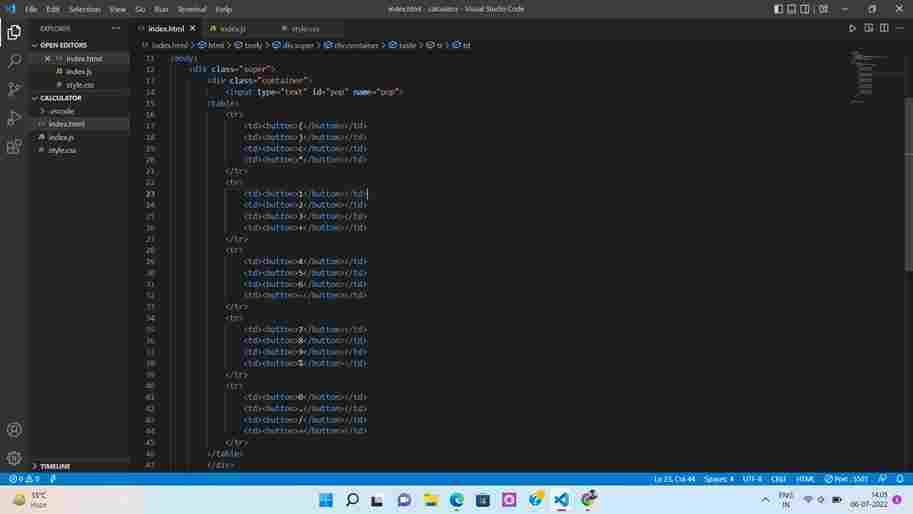 File Edit Selection View Go Run Terminal Help
index.html - calculator - Visual Studio Code
EXPLORER
OPEN EDITORS
index.html
index.js
style.css
CALCULATOR
.vscode
index.html
index.js
style.css
TIMELINE
index.html index.js style.css
index.html > html > body > div.super > div.container > table > tr > td
11 <body>
12 <div class="super">
13 <div class="container">
14 <input type="text" id="pop" name="pop">
15 <table>
16 <tr>
17 <td><button>(</button></td>
18 <td><button>)</button></td>
19 <td><button>c</button></td>
20 <td><button>*</button></td>
21 </tr>
22 <tr>
23 <td><button>1</button></td>
24 <td><button>2</button></td>
25 <td><button>3</button></td>
26 <td><button>+</button></td>
27 </tr>
28 <tr>
29 <td><button>4</button></td>
30 <td><button>5</button></td>
31 <td><button>6</button></td>
32 <td><button>-</button></td>
33 </tr>
34 <tr>
35 <td><button>7</button></td>
36 <td><button>8</button></td>
37 <td><button>9</button></td>
38 <td><button>%</button></td>
39 </tr>
40 <tr>
41 <td><button>0</button></td>
42 <td><button>.</button></td>
43 <td><button>/</button></td>
44 <td><button>=</button></td>
45 </tr>
46 </table>
47 </div>
0 0 Ln 23, Col 44 Spaces: 4 UTF-8 CRLF HTML Port : 5501
33°C
Haze
ENG
IN
14:03
06-07-2022